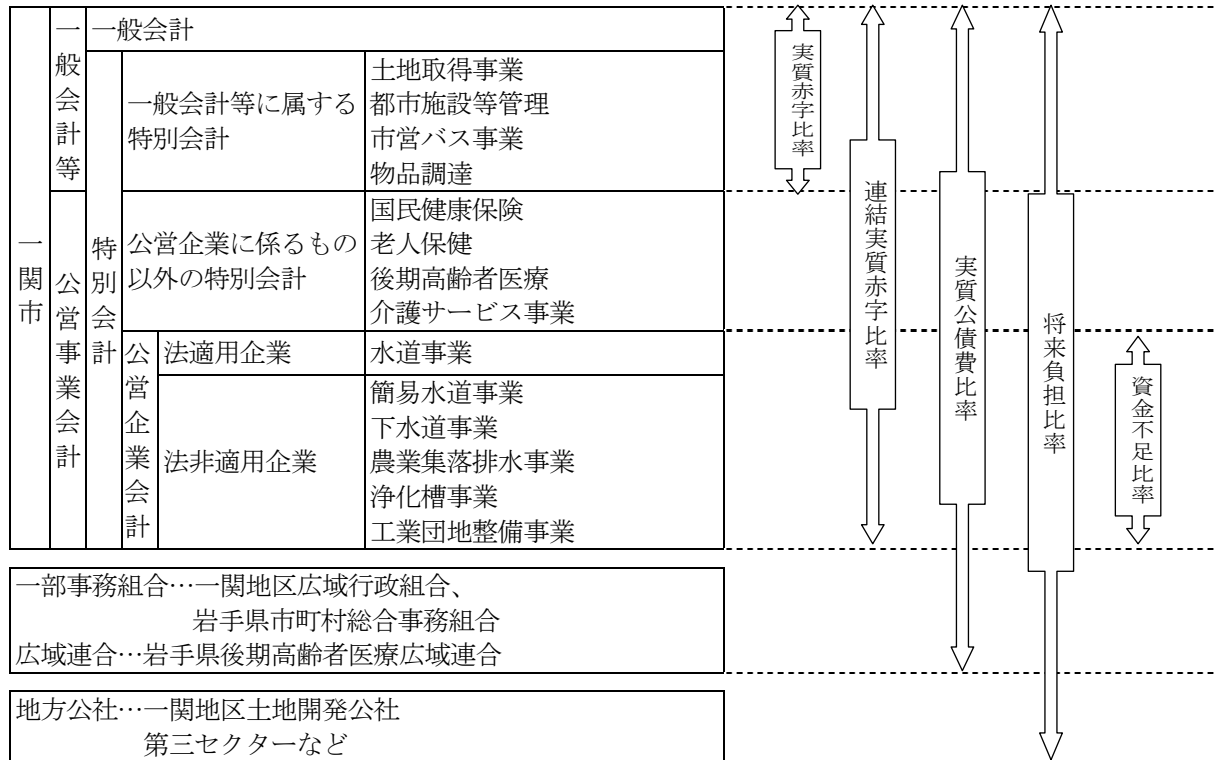 一関市
一般会計等
一般会計
特別会計
一般会計等に属する
特別会計
土地取得事業
都市施設等管理
市営バス事業
物品調達
公営事業会計
公営企業に係るもの
以外の特別会計
国民健康保険
老人保健
後期高齢者医療
介護サービス事業
公営企業会計
法適用企業
水道事業
法非適用企業
簡易水道事業
下水道事業
農業集落排水事業
浄化槽事業
工業団地整備事業
一部事務組合…一関地区広域行政組合、
岩手県市町村総合事務組合
広域連合…岩手県後期高齢者医療広域連合
地方公社…一関地区土地開発公社
第三セクターなど
実質赤字比率
連結実質赤字比率
実質公債費比率
将来負担比率
資金不足比率